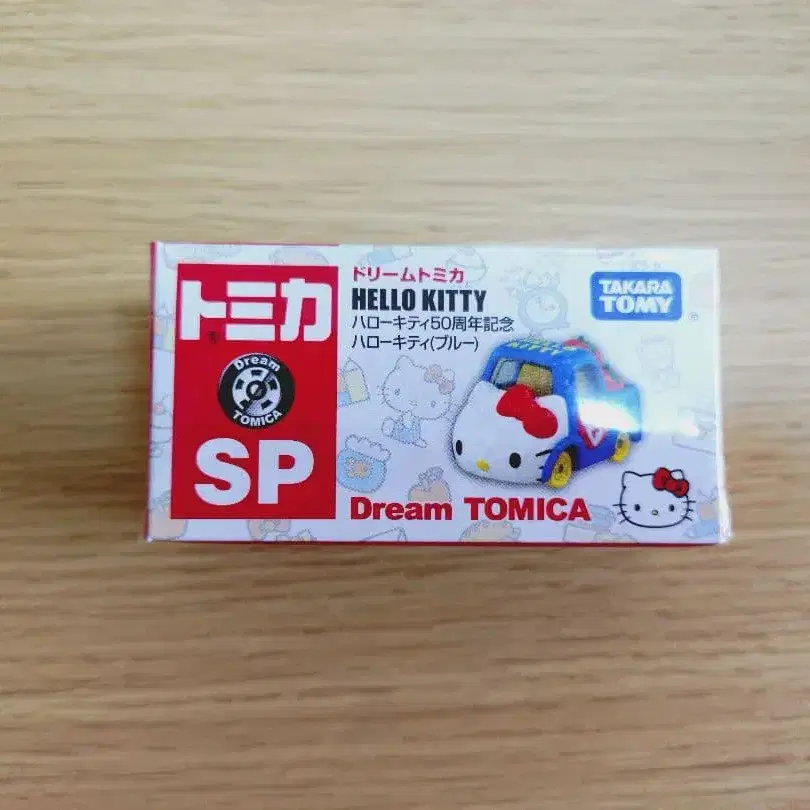 トミカ
Dream
TOMICA
SP
ドリームトミカ
HELLO KITTY
ハローキティ50周年記念
ハローキティ(ブルー)
Dream TOMICA
TAKARA
TOMY
®
KITTY